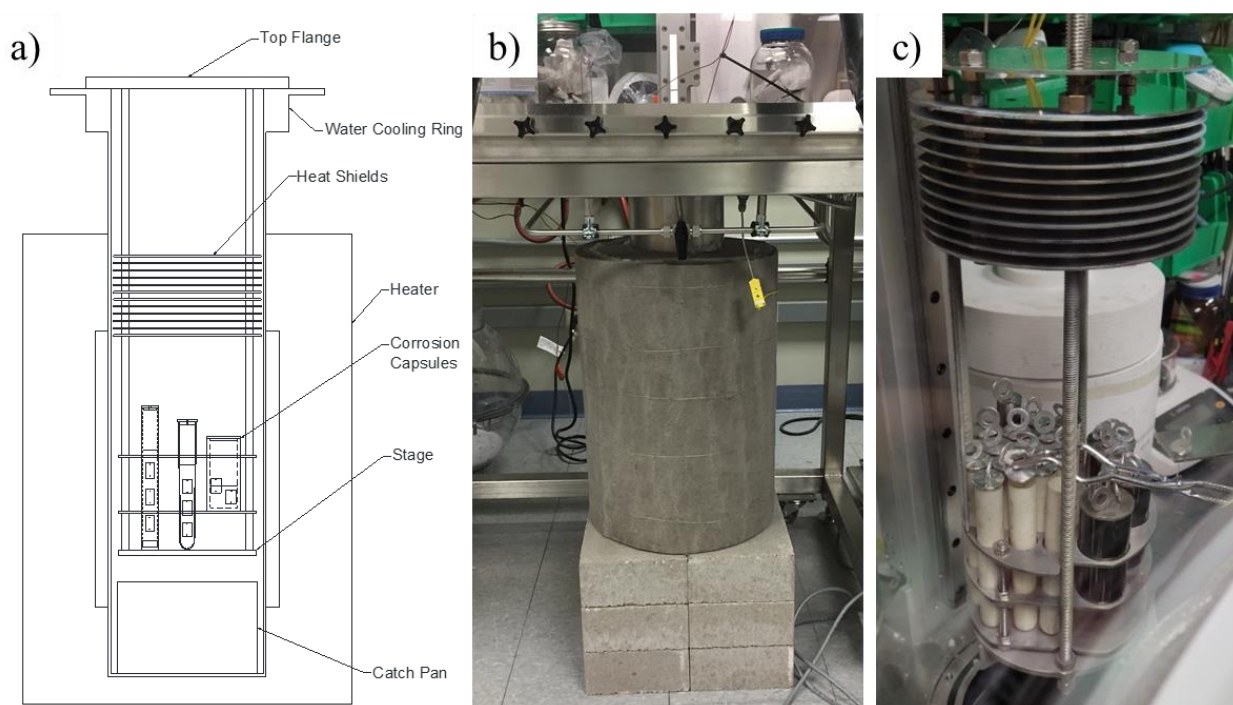 a)
Top Flange
Water Cooling Ring
Heat Shields
Heater
Corrosion
Capsules
Stage
Catch Pan
b)
c)